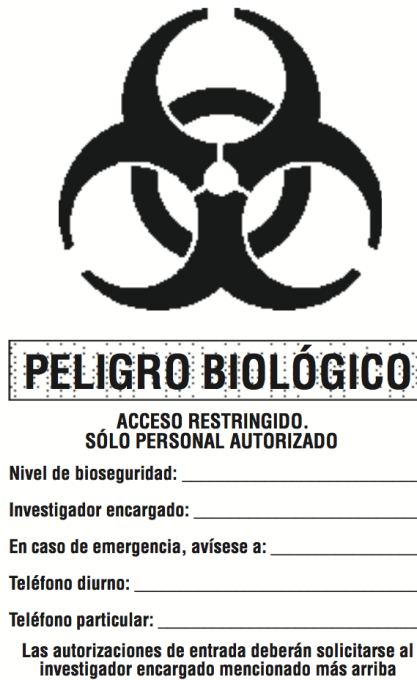 PELIGRO BIOLÓGICO
ACCESO RESTRINGIDO.
SÓLO PERSONAL AUTORIZADO
Nivel de bioseguridad:
Investigador encargado:
En caso de emergencia, avísese a:
Teléfono diurno:
Teléfono particular:
Las autorizaciones de entrada deberán solicitarse al
investigador encargado mencionado más arriba